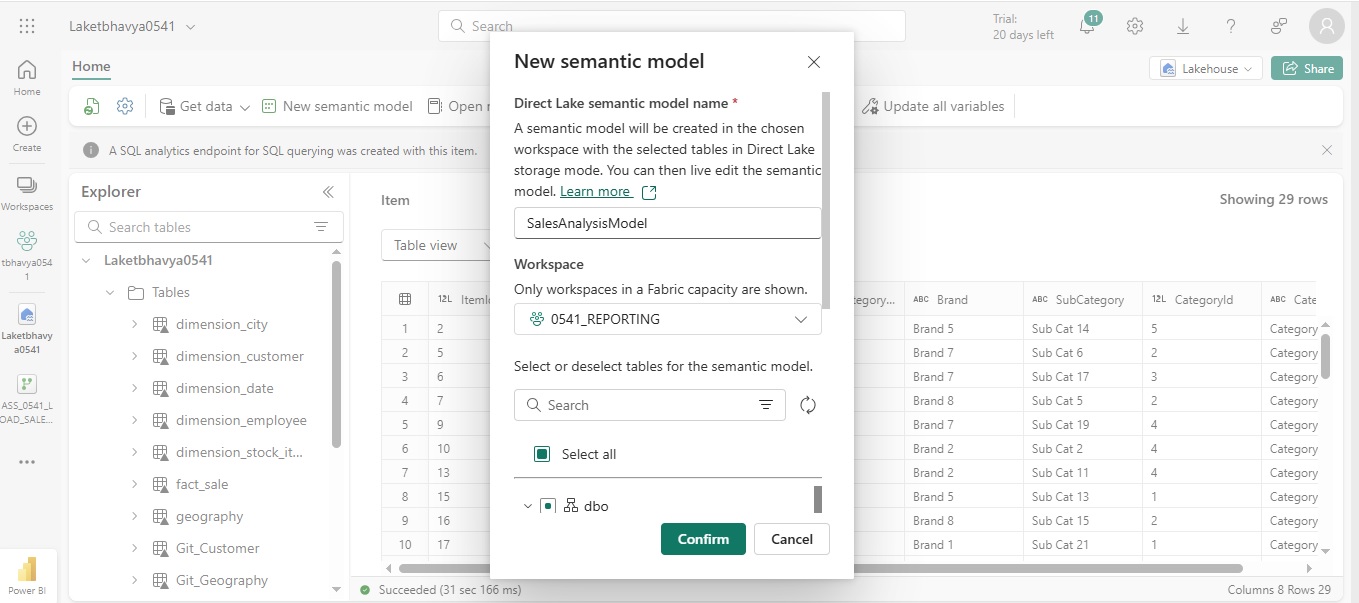 Laketbhavya0541
Search
Trial:
20 days left
11
Home
Create
Workspaces
tbhavya054
1
Laketbhavy
a0541
ASS_0541_L
OAD_SALE...
Power BI
Home
Lakehouse
Share
Get data
New semantic model
Open
Update all variables
A SQL analytics endpoint for SQL querying was created with this item.
Explorer
Search tables
Laketbhavya0541
Tables
dimension_city
dimension_customer
dimension_date
dimension_employee
dimension_stock_it...
fact_sale
geography
Git_Customer
Git_Geography
Item
Showing 29 rows
Table view
12L ItemI
tegory... ABC Brand ABC SubCategory 12L CategoryId ABC Cate
1 2 Brand 5 Sub Cat 14 5 Category
2 5 Brand 7 Sub Cat 6 2 Category
3 6 Brand 7 Sub Cat 17 3 Category
4 7 Brand 8 Sub Cat 5 2 Category
5 9 Brand 7 Sub Cat 19 4 Category
6 10 Brand 2 Sub Cat 2 4 Category
7 13 Brand 2 Sub Cat 11 4 Category
8 15 Brand 5 Sub Cat 13 1 Category
9 16 Brand 8 Sub Cat 15 2 Category
10 17 Brand 1 Sub Cat 21 1 Category
Succeeded (31 sec 166 ms)
Columns 8 Rows 29
New semantic model
Direct Lake semantic model name *
A semantic model will be created in the chosen
workspace with the selected tables in Direct Lake
storage mode. You can then live edit the semantic
model. Learn more
SalesAnalysisModel
Workspace
Only workspaces in a Fabric capacity are shown.
0541_REPORTING
Select or deselect tables for the semantic model.
Search
Select all
dbo
Confirm
Cancel